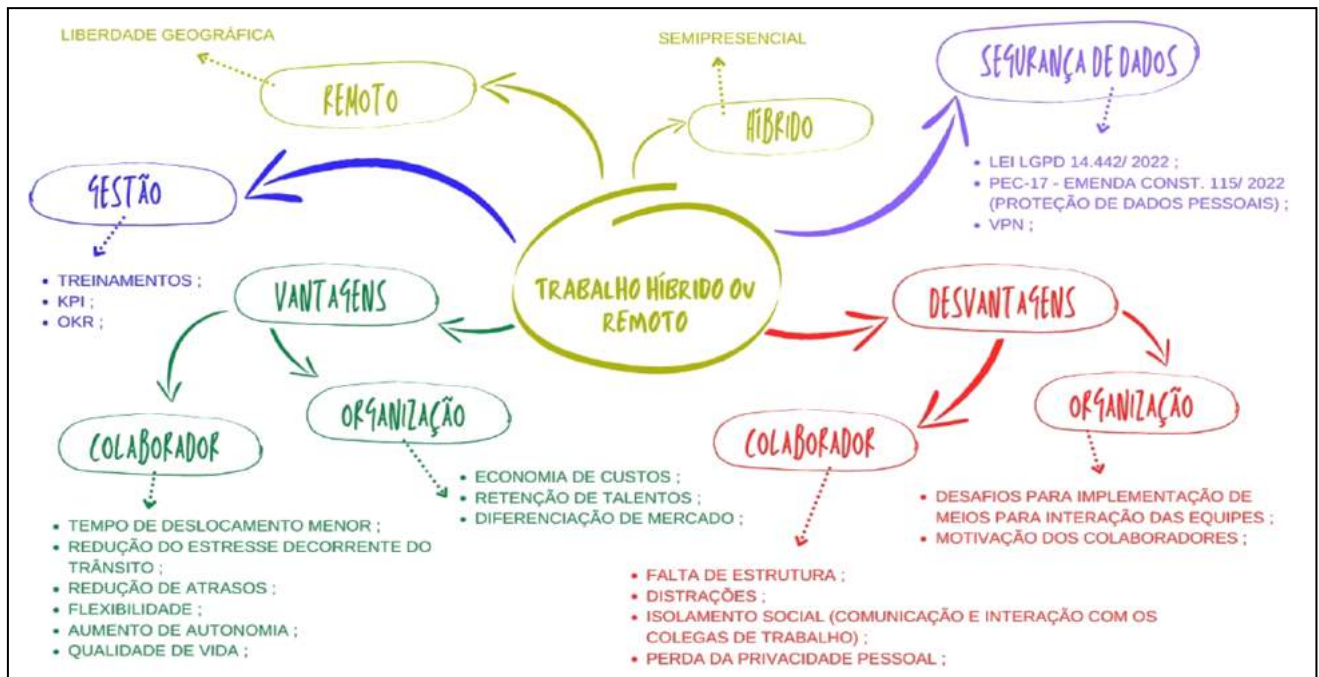 LIBERDADE GEOGRÁFICA
REMOTO
SEMIPRESENCIAL
HÍBRIDO
SEGURANÇA DE DADOS
• LEI LGPD 14.442/ 2022 ;
• PEC-17 - EMENDA CONST. 115/ 2022
(PROTEÇÃO DE DADOS PESSOAIS) ;
• VPN ;
GESTÃO
• TREINAMENTOS ;
• KPI ;
• OKR ;
TRABALHO HÍBRIDO OU
REMOTO
VANTAGENS
COLABORADOR
• TEMPO DE DESLOCAMENTO MENOR ;
• REDUÇÃO DO ESTRESSE DECORRENTE DO
TRÂNSITO ;
• REDUÇÃO DE ATRASOS ;
• FLEXIBILIDADE ;
• AUMENTO DE AUTONOMIA ;
• QUALIDADE DE VIDA ;
ORGANIZAÇÃO
• ECONOMIA DE CUSTOS ;
• RETENÇÃO DE TALENTOS ;
• DIFERENCIAÇÃO DE MERCADO ;
DESVANTAGENS
COLABORADOR
• FALTA DE ESTRUTURA ;
• DISTRAÇÕES ;
• ISOLAMENTO SOCIAL (COMUNICAÇÃO E INTERAÇÃO COM OS
COLEGAS DE TRABALHO) ;
• PERDA DA PRIVACIDADE PESSOAL ;
ORGANIZAÇÃO
• DESAFIOS PARA IMPLEMENTAÇÃO DE
MEIOS PARA INTERAÇÃO DAS EQUIPES ;
• MOTIVAÇÃO DOS COLABORADORES ;